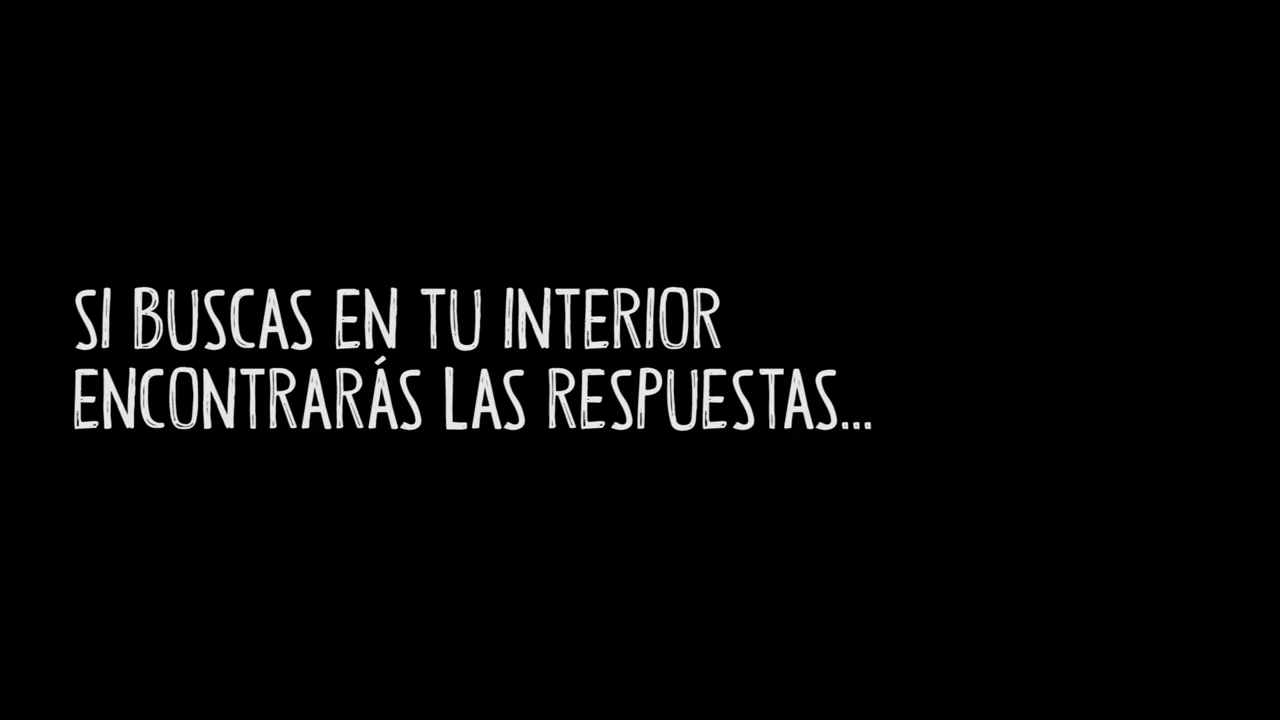 SI BUSCAS EN TU INTERIOR
ENCONTRARÁS LAS RESPUESTAS...